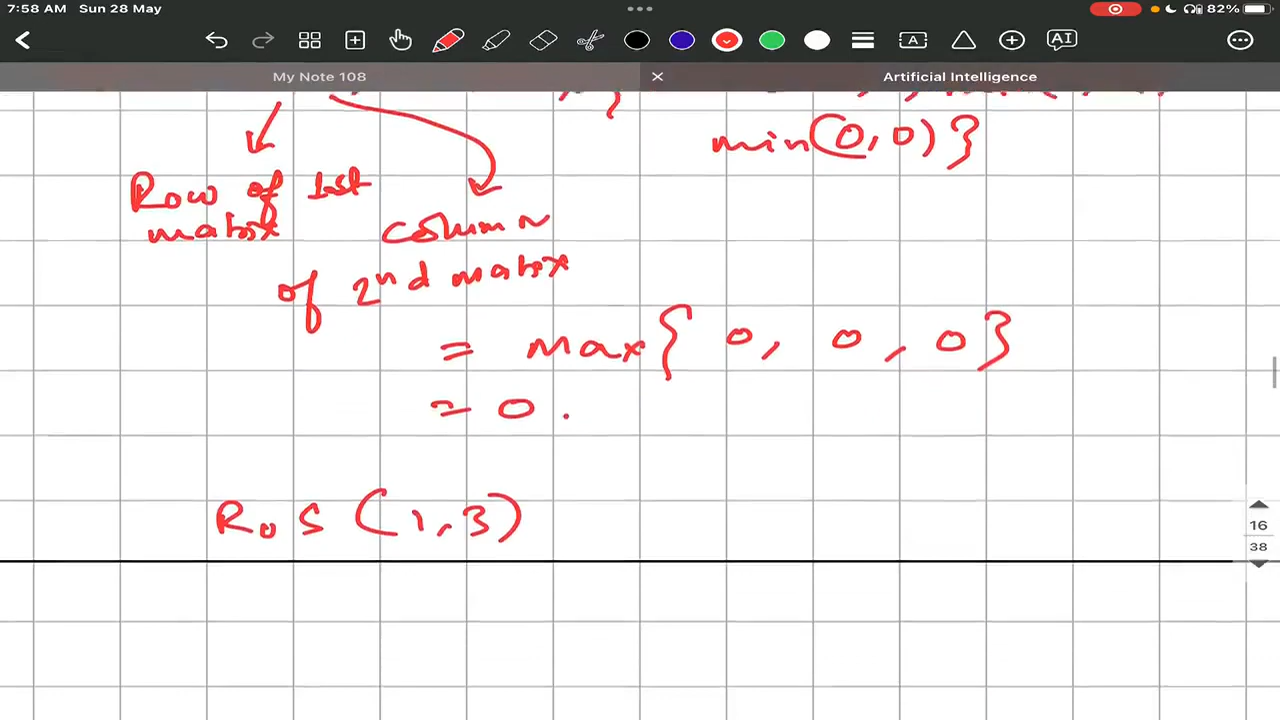 7:58 AM Sun 28 May
82%
My Note 108
Artificial Intelligence
min(0,0)}
Row of 1st
matrix
column
of 2nd matrix
= max{ 0, 0, 0}
= 0.
RoS (1,3)
16
38